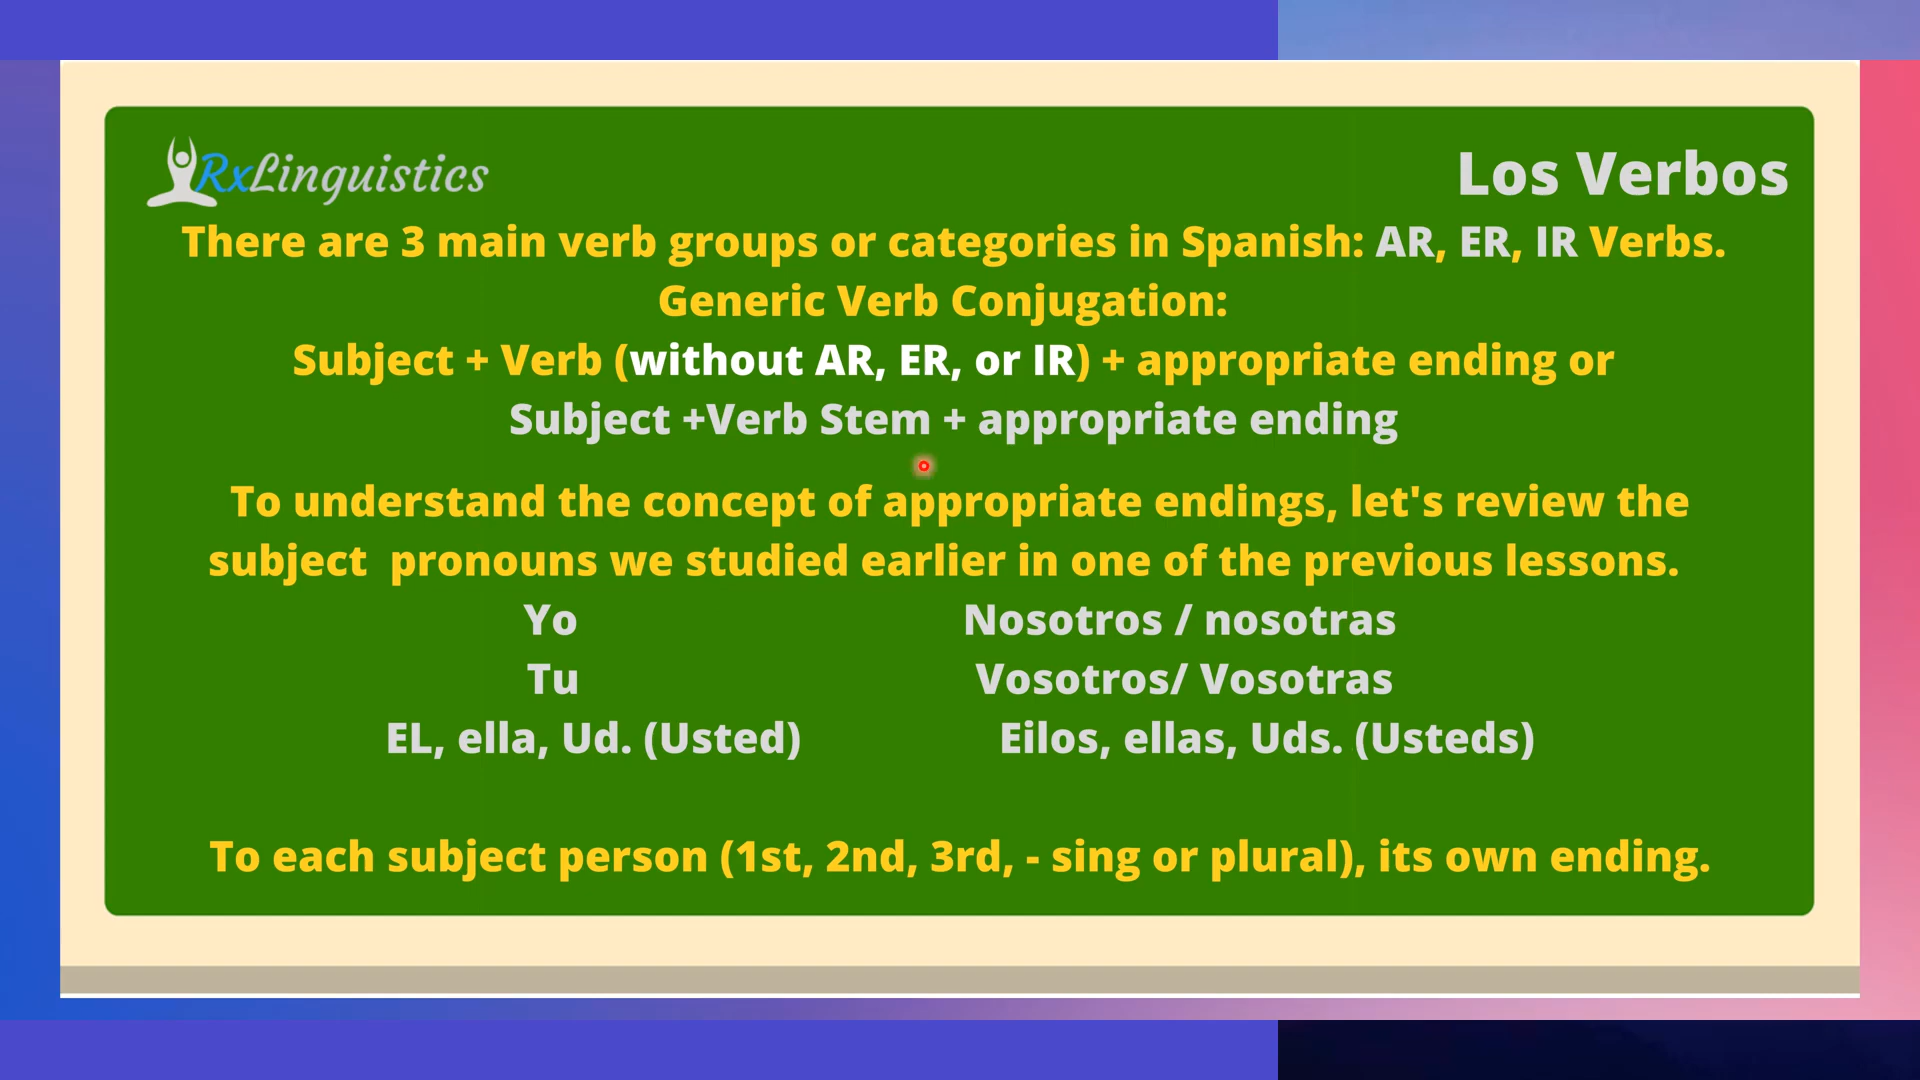 RxLinguistics
Los Verbos
There are 3 main verb groups or categories in Spanish: AR, ER, IR Verbs.
Generic Verb Conjugation:
Subject + Verb (without AR, ER, or IR) + appropriate ending or
Subject +Verb Stem + appropriate ending
To understand the concept of appropriate endings, let's review the
subject pronouns we studied earlier in one of the previous lessons.
Yo Nosotros / nosotras
Tu Vosotros/ Vosotras
EL, ella, Ud. (Usted) Eilos, ellas, Uds. (Usteds)
To each subject person (1st, 2nd, 3rd, - sing or plural), its own ending.